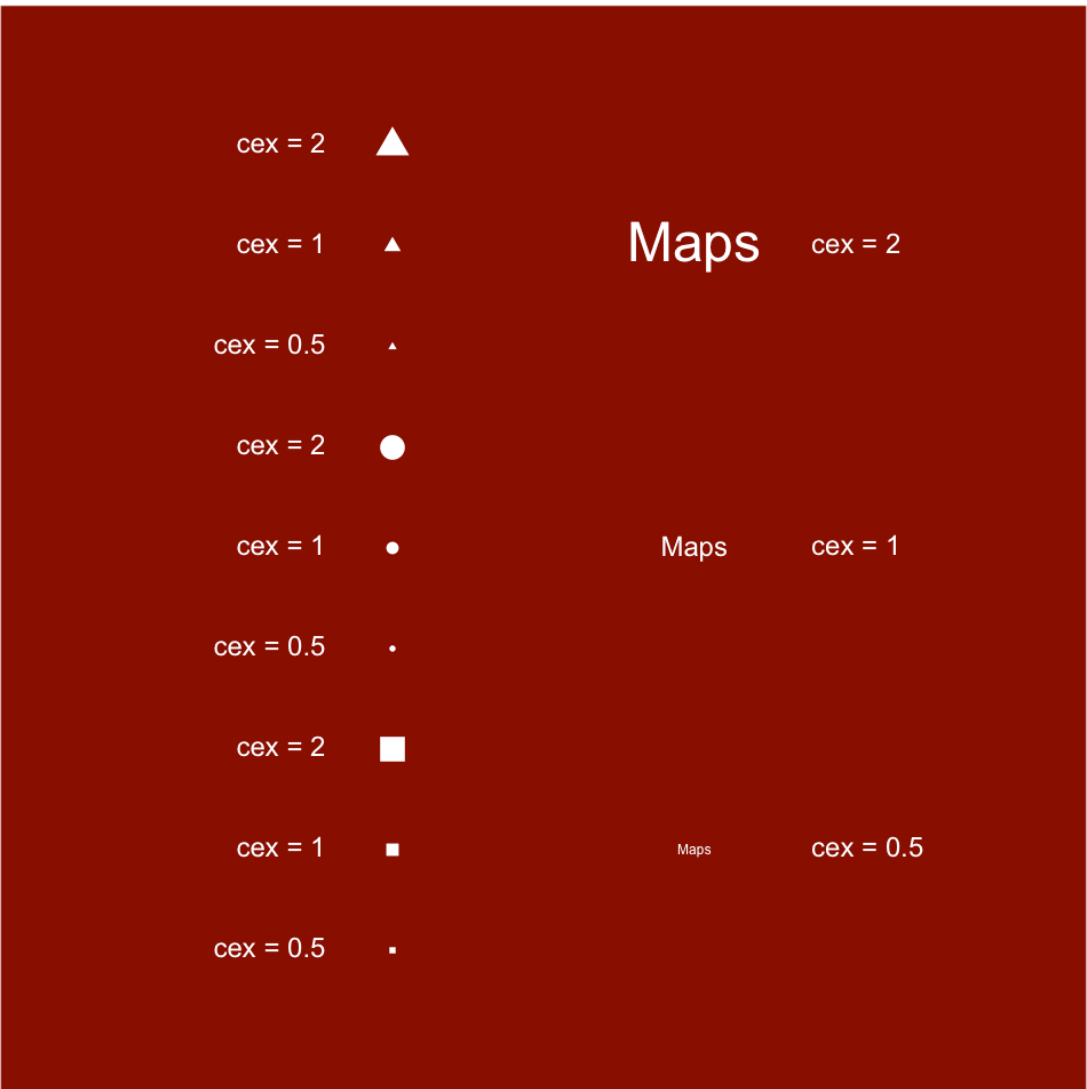 cex = 2
cex = 1
Maps cex = 2
cex = 0.5
cex = 2
cex = 1
Maps cex = 1
cex = 0.5
cex = 2
cex = 1
Maps cex = 0.5
cex = 0.5